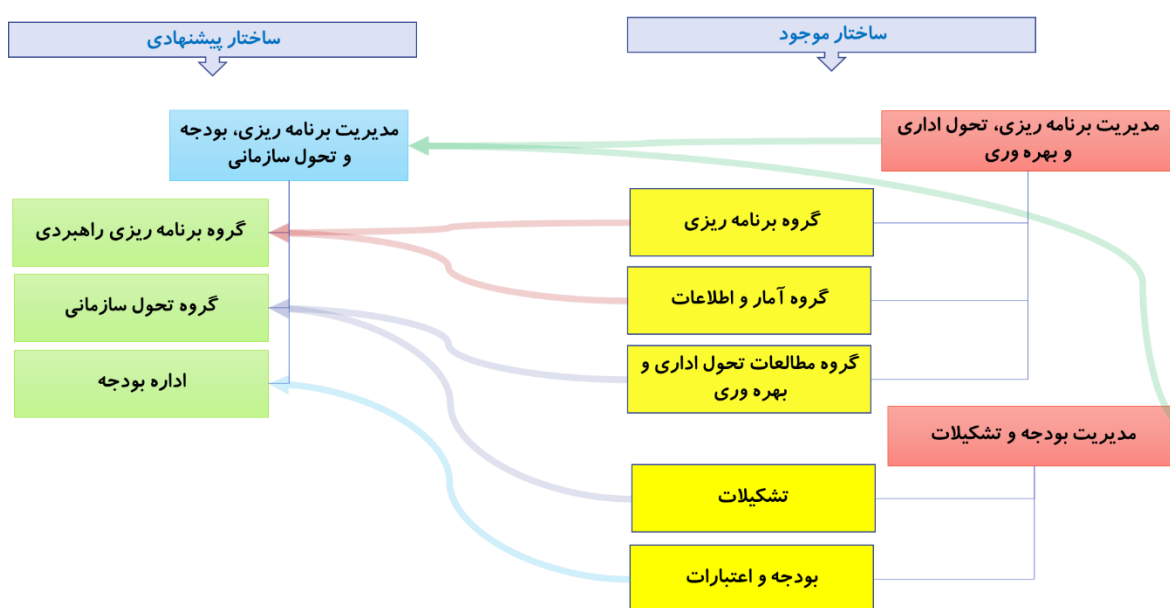 ساختار موجود
ساختار پیشنهادی
مدیریت برنامه ریزی، تحول اداری
و بهره وری
گروه برنامه ریزی
گروه آمار و اطلاعات
گروه مطالعات تحول اداری و
بهره وری
مدیریت بودجه و تشکیلات
تشکیلات
بودجه و اعتبارات
مدیریت برنامه ریزی، بودجه
و تحول سازمانی
گروه برنامه ریزی راهبردی
گروه تحول سازمانی
اداره بودجه